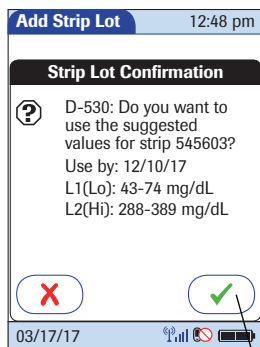 Add Strip Lot 12:48 pm
Strip Lot Confirmation
D-530: Do you want to
use the suggested
values for strip 545603?
Use by: 12/10/17
L1(Lo): 43-74 mg/dL
L2(Hi): 288-389 mg/dL
03/17/17